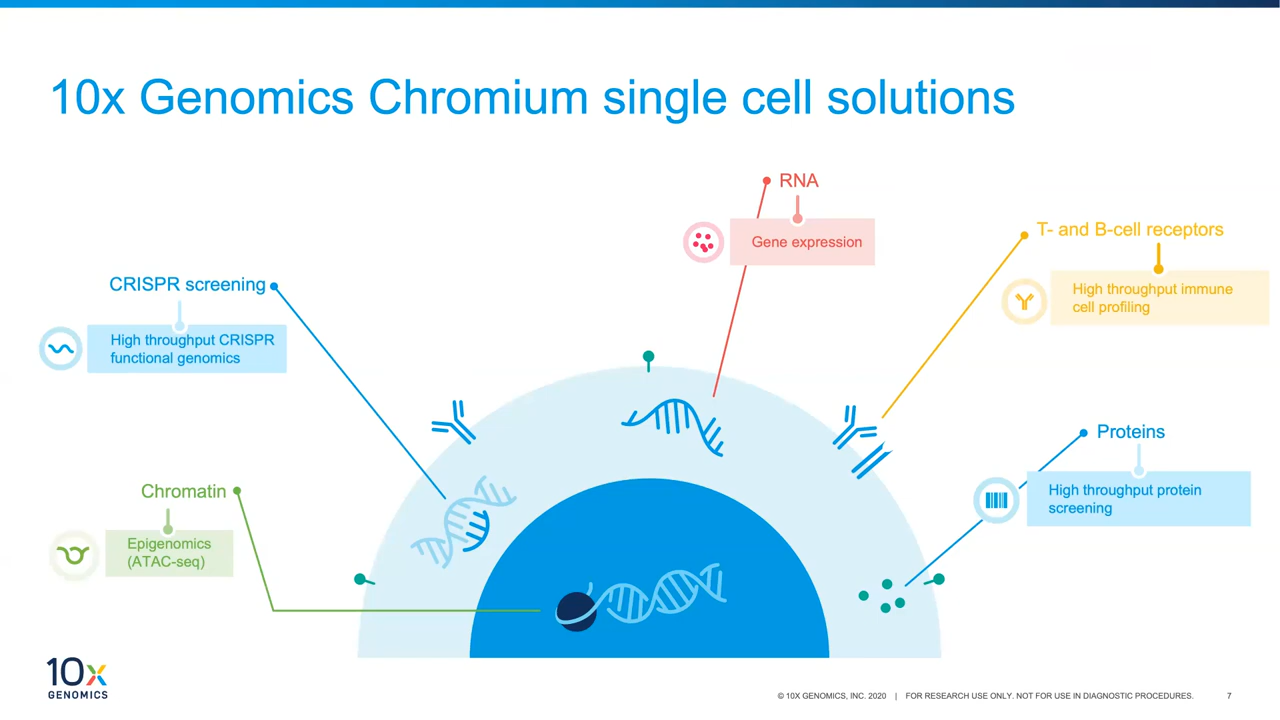 10x Genomics Chromium single cell solutions
RNA
Gene expression
T- and B-cell receptors
High throughput immune
cell profiling
CRISPR screening
High throughput CRISPR
functional genomics
Proteins
High throughput protein
screening
Chromatin
Epigenomics
(ATAC-seq)
10x
GENOMICS
© 10X GENOMICS, INC. 2020 | FOR RESEARCH USE ONLY. NOT FOR USE IN DIAGNOSTIC PROCEDURES. 7